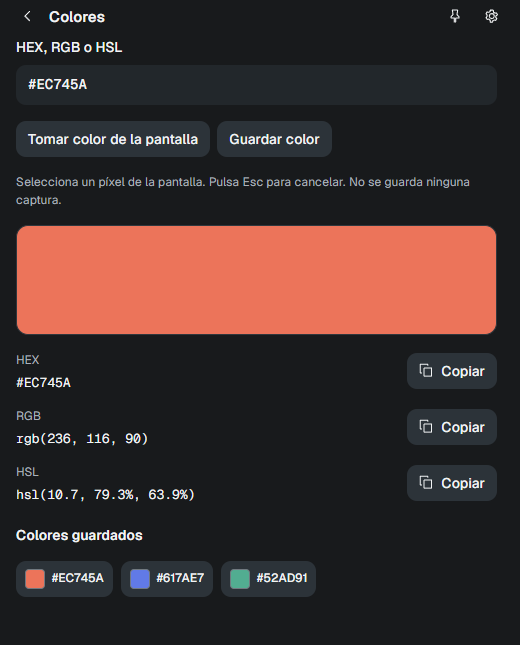 Colores
HEX, RGB o HSL
#EC745A
Tomar color de la pantalla
Guardar color
Selecciona un píxel de la pantalla. Pulsa Esc para cancelar. No se guarda ninguna
captura.
HEX
#EC745A
Copiar
RGB
rgb(236, 116, 90)
Copiar
HSL
hsl(10.7, 79.3%, 63.9%)
Copiar
Colores guardados
#EC745A
#617AE7
#52AD91